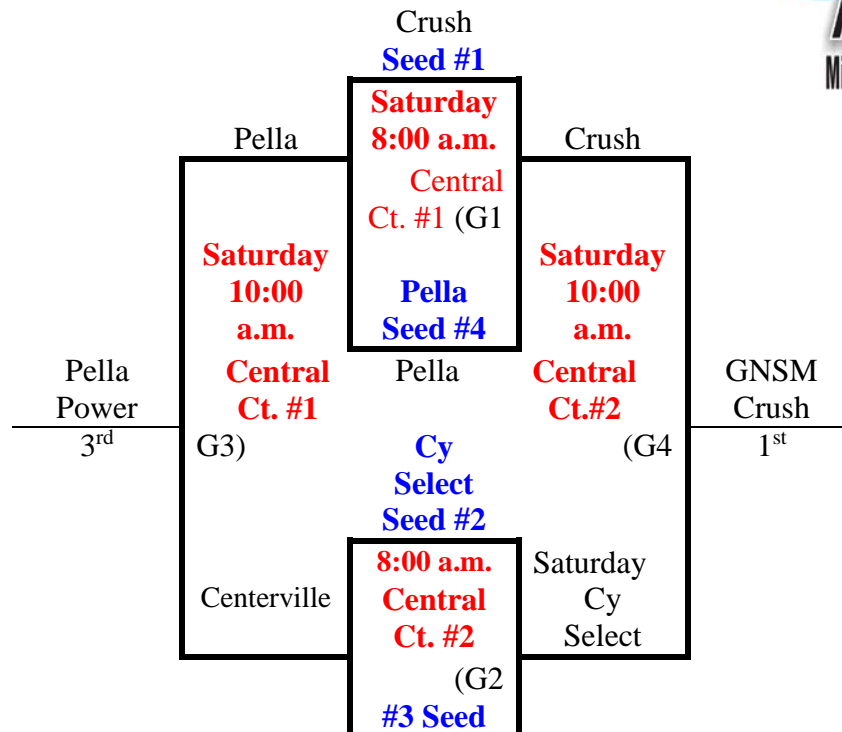 Crush
Seed #1
Saturday
8:00 a.m.
Central
Ct. #1 (G1
Pella
Crush
Saturday
10:00
a.m.
Central
Ct. #1
G3)
Pella
Seed #4
Pella
Saturday
10:00
a.m.
Central
Ct.#2
(G4
Pella
Power
3rd
GNSM
Crush
1st
Cy
Select
Seed #2
8:00 a.m.
Central
Ct. #2
(G2
#3 Seed
Centerville
Saturday
Cy
Select